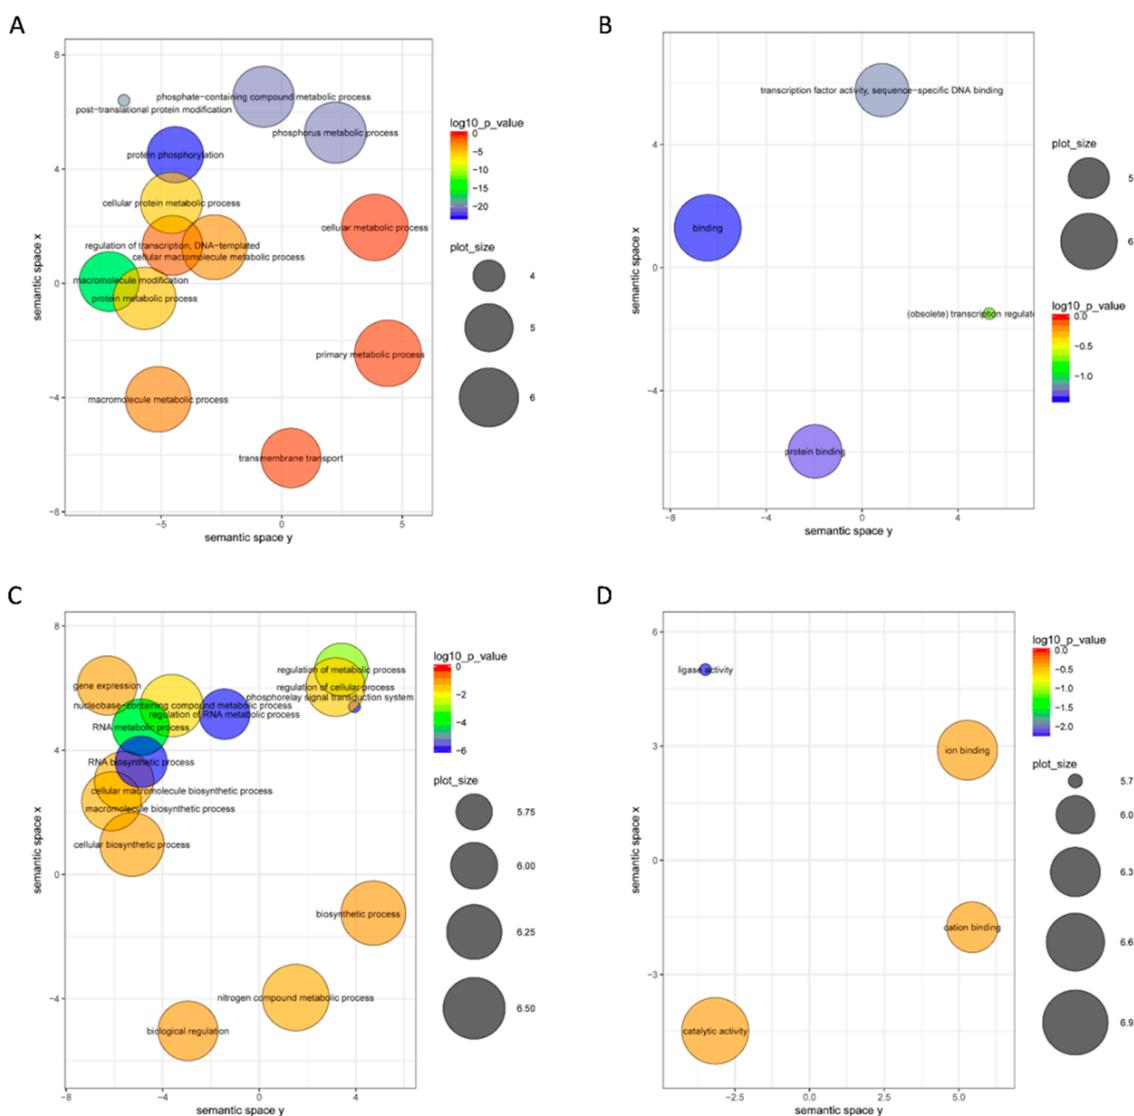 A
8
4
0
−4
−8
−5
0
5
semantic space x
semantic space y
phosphate−containing compound metabolic process
post−translational protein modification
phosphorus metabolic process
protein phosphorylation
cellular protein metabolic process
cellular metabolic process
regulation of transcription, DNA−templated
cellular macromolecule metabolic process
macromolecule modification
protein metabolic process
primary metabolic process
macromolecule metabolic process
transmembrane transport
log10_p_value
0
−5
−10
−15
−20
plot_size
4
5
6
B
4
0
−4
−8
−4
0
4
semantic space x
semantic space y
transcription factor activity, sequence−specific DNA binding
binding
(obsolete) transcription regulat
protein binding
plot_size
5
6
log10_p_value
0.0
−0.5
−1.0
C
8
4
0
−4
−8
−4
0
4
semantic space x
semantic space y
regulation of metabolic process
gene expression
regulation of cellular process
phosphorelay signal transduction system
nucleobase−containing compound metabolic process
regulation of RNA metabolic process
RNA metabolic process
RNA biosynthetic process
cellular macromolecule biosynthetic process
macromolecule biosynthetic process
cellular biosynthetic process
biosynthetic process
nitrogen compound metabolic process
biological regulation
log10_p_value
0
−2
−4
−6
plot_size
5.75
6.00
6.25
6.50
D
6
3
0
−3
−2.5
0.0
2.5
5.0
semantic space x
semantic space y
ligase activity
ion binding
cation binding
catalytic activity
log10_p_value
0.0
−0.5
−1.0
−1.5
−2.0
plot_size
5.7
6.0
6.3
6.6
6.9